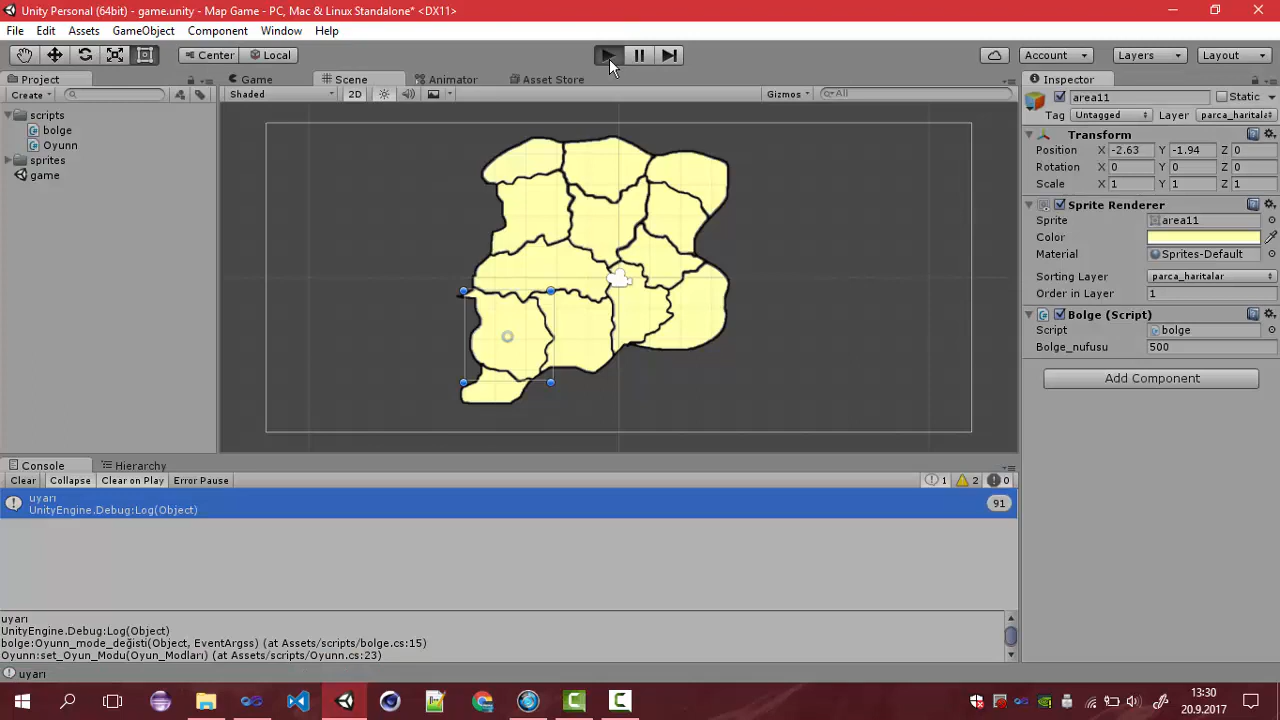 Unity Personal (64bit) - game.unity - Map Game - PC, Mac & Linux Standalone* <DX11>
File Edit Assets GameObject Component Window Help
Center Local Account Layers Layout
Project Game Scene Animator Asset Store Inspector
Create Shaded 2D Gizmos All
area11 Static
Tag Untagged Layer parca_haritala
scripts
bolge
Oyunn
sprites
game
Transform
Position X -2.63 Y -1.94 Z 0
Rotation X 0 Y 0 Z 0
Scale X 1 Y 1 Z 1
Sprite Renderer
Sprite area11
Color
Material Sprites-Default
Sorting Layer parca_haritalar
Order in Layer 1
Bolge (Script)
Script bolge
Bolge_nufusu 500
Add Component
Console Hierarchy
Clear Collapse Clear on Play Error Pause 1 2 0
uyarı
UnityEngine.Debug:Log(Object)
91
uyarı
UnityEngine.Debug:Log(Object)
bolge:Oyunn_mode_değisti(Object, EventArgss) (at Assets/scripts/bolge.cs:15)
Oyunn:set_Oyun_Modu(Oyun_Modları) (at Assets/scripts/Oyunn.cs:23)
uyarı
13:30
20.9.2017